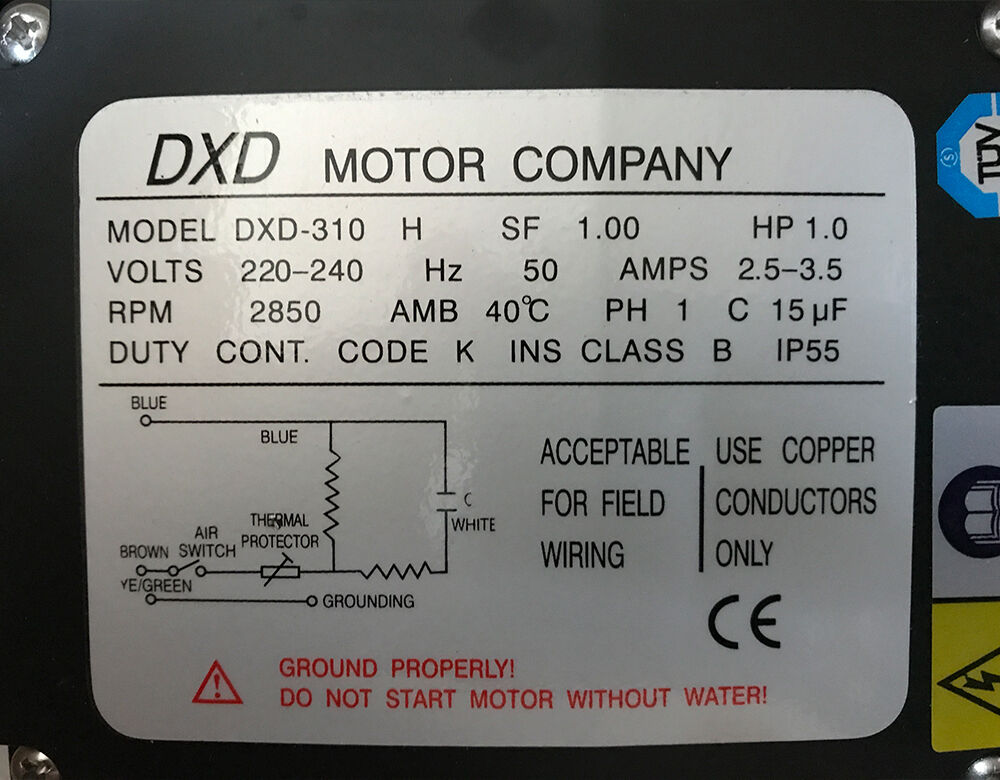 DXD MOTOR COMPANY
MODEL DXD-310 H SF 1.00 HP 1.0
VOLTS 220-240 Hz 50 AMPS 2.5-3.5
RPM 2850 AMB 40℃ PH 1 C 15µF
DUTY CONT. CODE K INS CLASS B IP55
BLUE
BLUE
C
WHITE
THERMAL
PROTECTOR
AIR
SWITCH
BROWN
YE/GREEN
GROUNDING
ACCEPTABLE
FOR FIELD
WIRING
USE COPPER
CONDUCTORS
ONLY
CE
GROUND PROPERLY!
DO NOT START MOTOR WITHOUT WATER!
TÜV
S